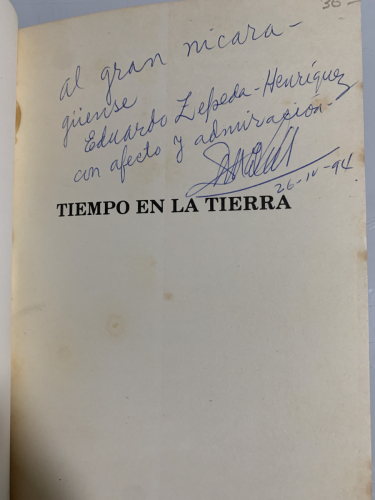 36-
al gran nicara-
güense
Eduardo Zepeda-Henríquez
con afecto y admiración-
26-IV-94
TIEMPO EN LA TIERRA